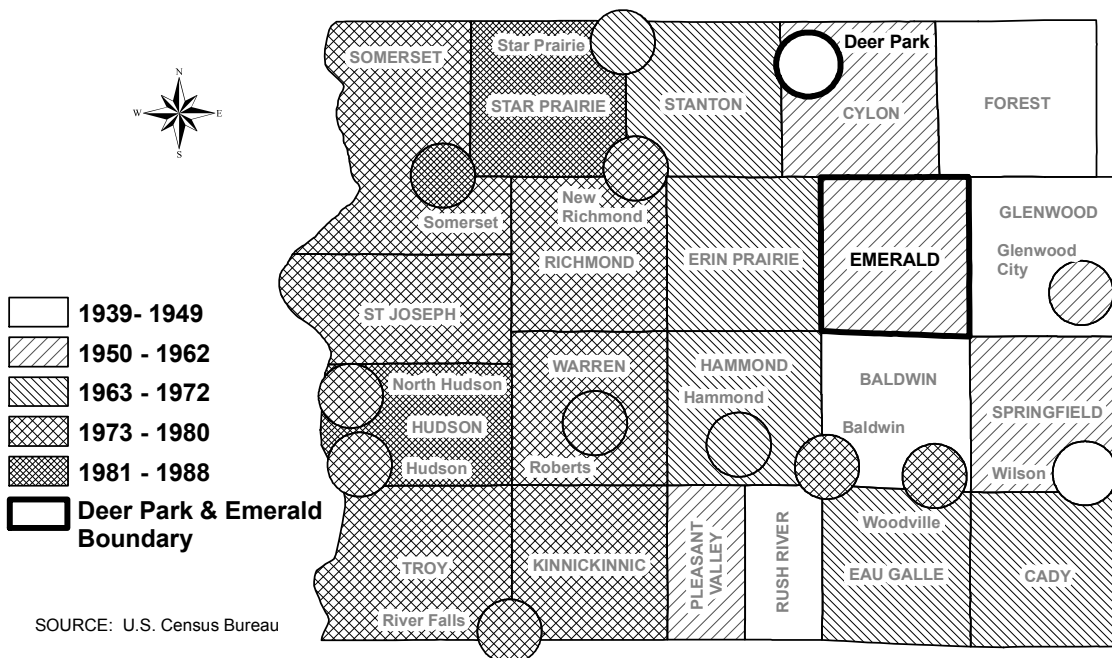 Star Prairie
Deer Park
SOMERSET
N
W
E
S
STAR PRAIRIE
STANTON
CYLON
FOREST
Somerset
New
Richmond
GLENWOOD
RICHMOND
ERIN PRAIRIE
EMERALD
Glenwood
City
ST JOSEPH
1939- 1949
1950 - 1962
1963 - 1972
1973 - 1980
1981 - 1988
Deer Park & Emerald
Boundary
North Hudson
WARREN
HAMMOND
BALDWIN
HUDSON
Hammond
Baldwin
SPRINGFIELD
Hudson
Roberts
Wilson
PLEASANT
VALLEY
RUSH RIVER
Woodville
TROY
KINNICKINNIC
EAU GALLE
CADY
River Falls
SOURCE:  U.S. Census Bureau